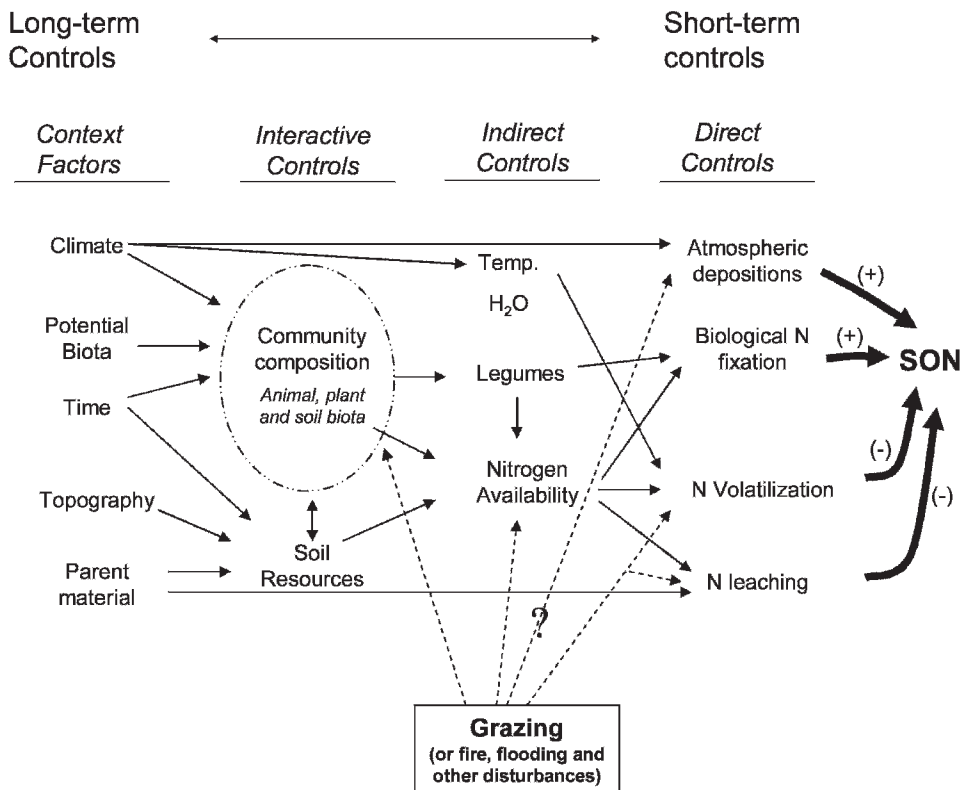 Long-term
Controls
Short-term
controls
Context
Factors
Interactive
Controls
Indirect
Controls
Direct
Controls
Climate
Potential
Biota
Time
Topography
Parent
material
Community
composition
Animal, plant
and soil biota
Soil
Resources
Temp.
H₂O
Legumes
Nitrogen
Availability
Atmospheric
depositions
Biological N
fixation
N Volatilization
N leaching
(+)
(+)
SON
(-)
(-)
?
Grazing
(or fire, flooding and
other disturbances)